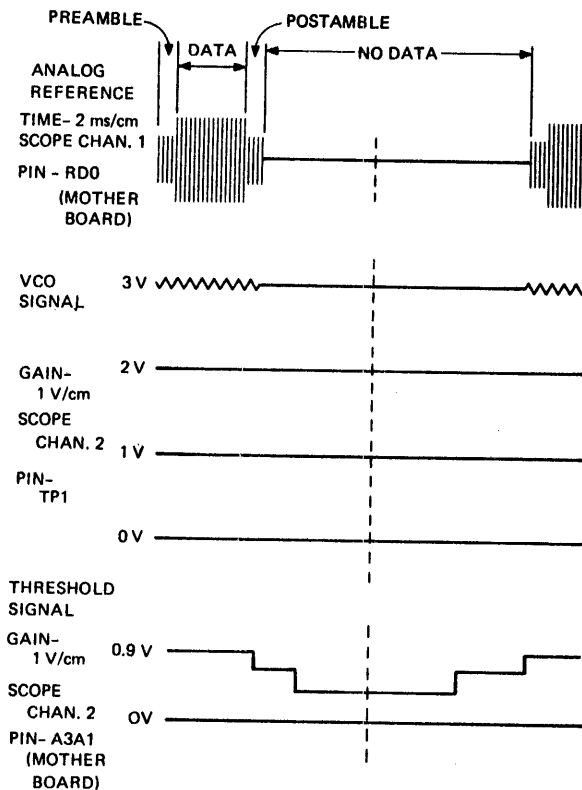 PREAMBLE
POSTAMBLE
DATA
NO DATA
ANALOG
REFERENCE
TIME- 2 ms/cm
SCOPE CHAN. 1
PIN - RD0
(MOTHER
BOARD)
VCO
SIGNAL
3 V
GAIN-
1 V/cm
2 V
SCOPE
CHAN. 2
1 V
PIN-
TP1
0 V
THRESHOLD
SIGNAL
GAIN-
1 V/cm
0.9 V
SCOPE
CHAN. 2
0V
PIN- A3A1
(MOTHER
BOARD)